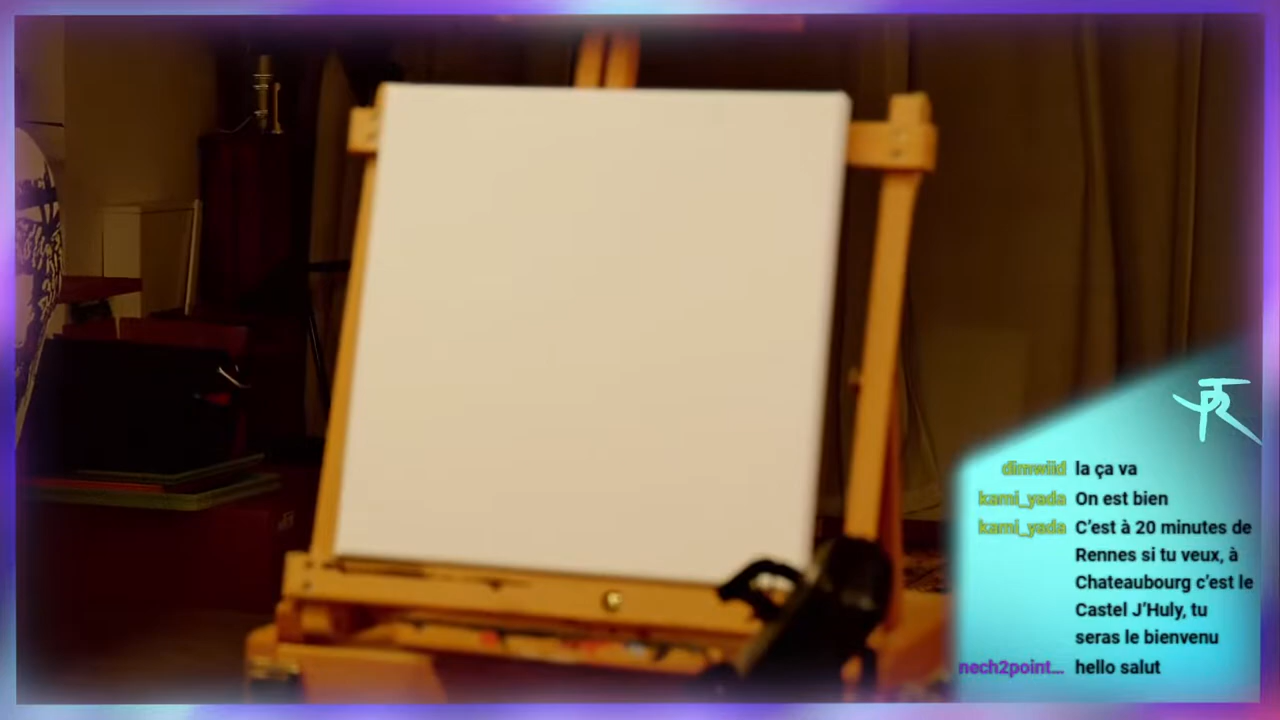 dimwiid la ça va
kami_yada On est bien
kami_yada C'est à 20 minutes de
Rennes si tu veux, à
Chateaubourg c'est le
Castel J'Huly, tu
seras le bienvenu
nech2point... hello salut